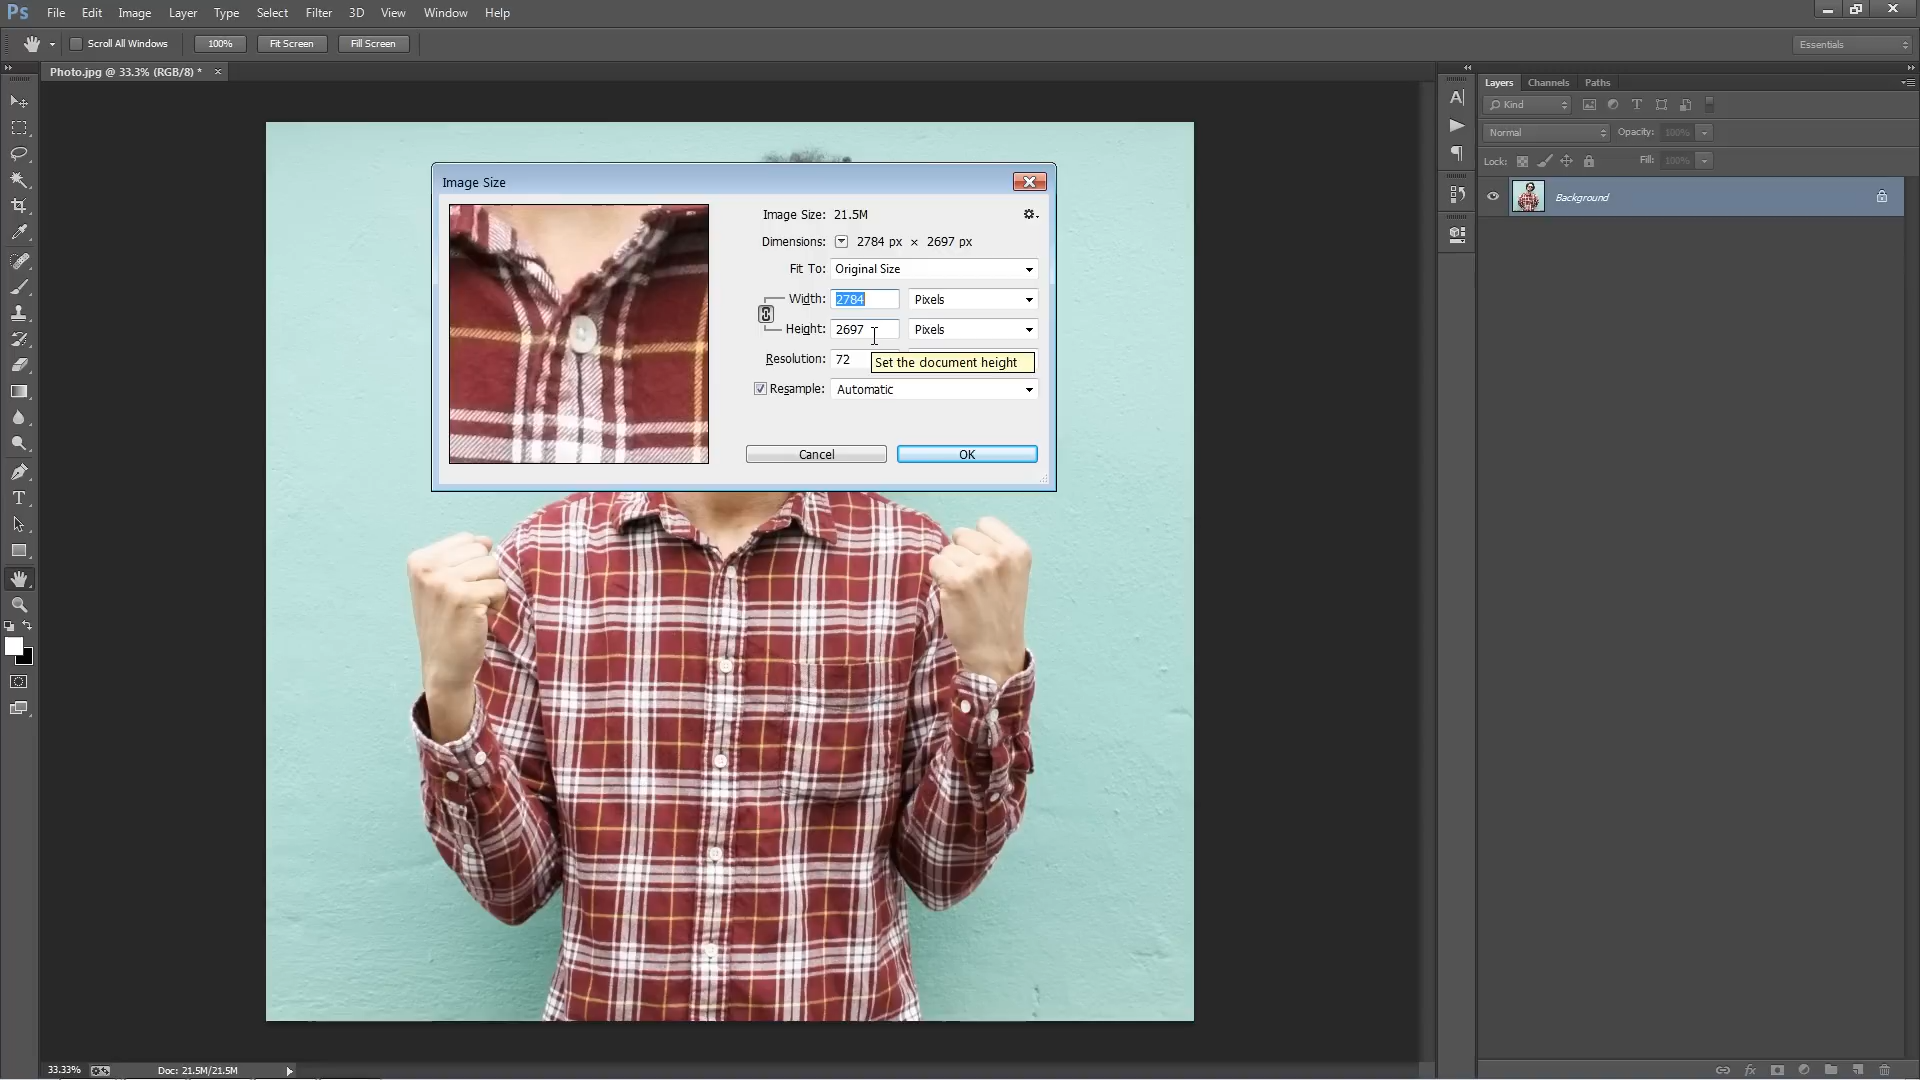 Ps File Edit Image Layer Type Select Filter 3D View Window Help
Scroll All Windows 100% Fit Screen Fill Screen Essentials
Photo.jpg @ 33.3% (RGB/8) *
Layers Channels Paths
Kind
Normal Opacity: 100%
Lock: Fill: 100%
Background
Image Size
Image Size: 21.5M
Dimensions: 2784 px × 2697 px
Fit To: Original Size
Width: 2784 Pixels
Height: 2697 Pixels
Resolution: 72
Set the document height
Resample: Automatic
Cancel OK
33.33% Doc: 21.5M/21.5M